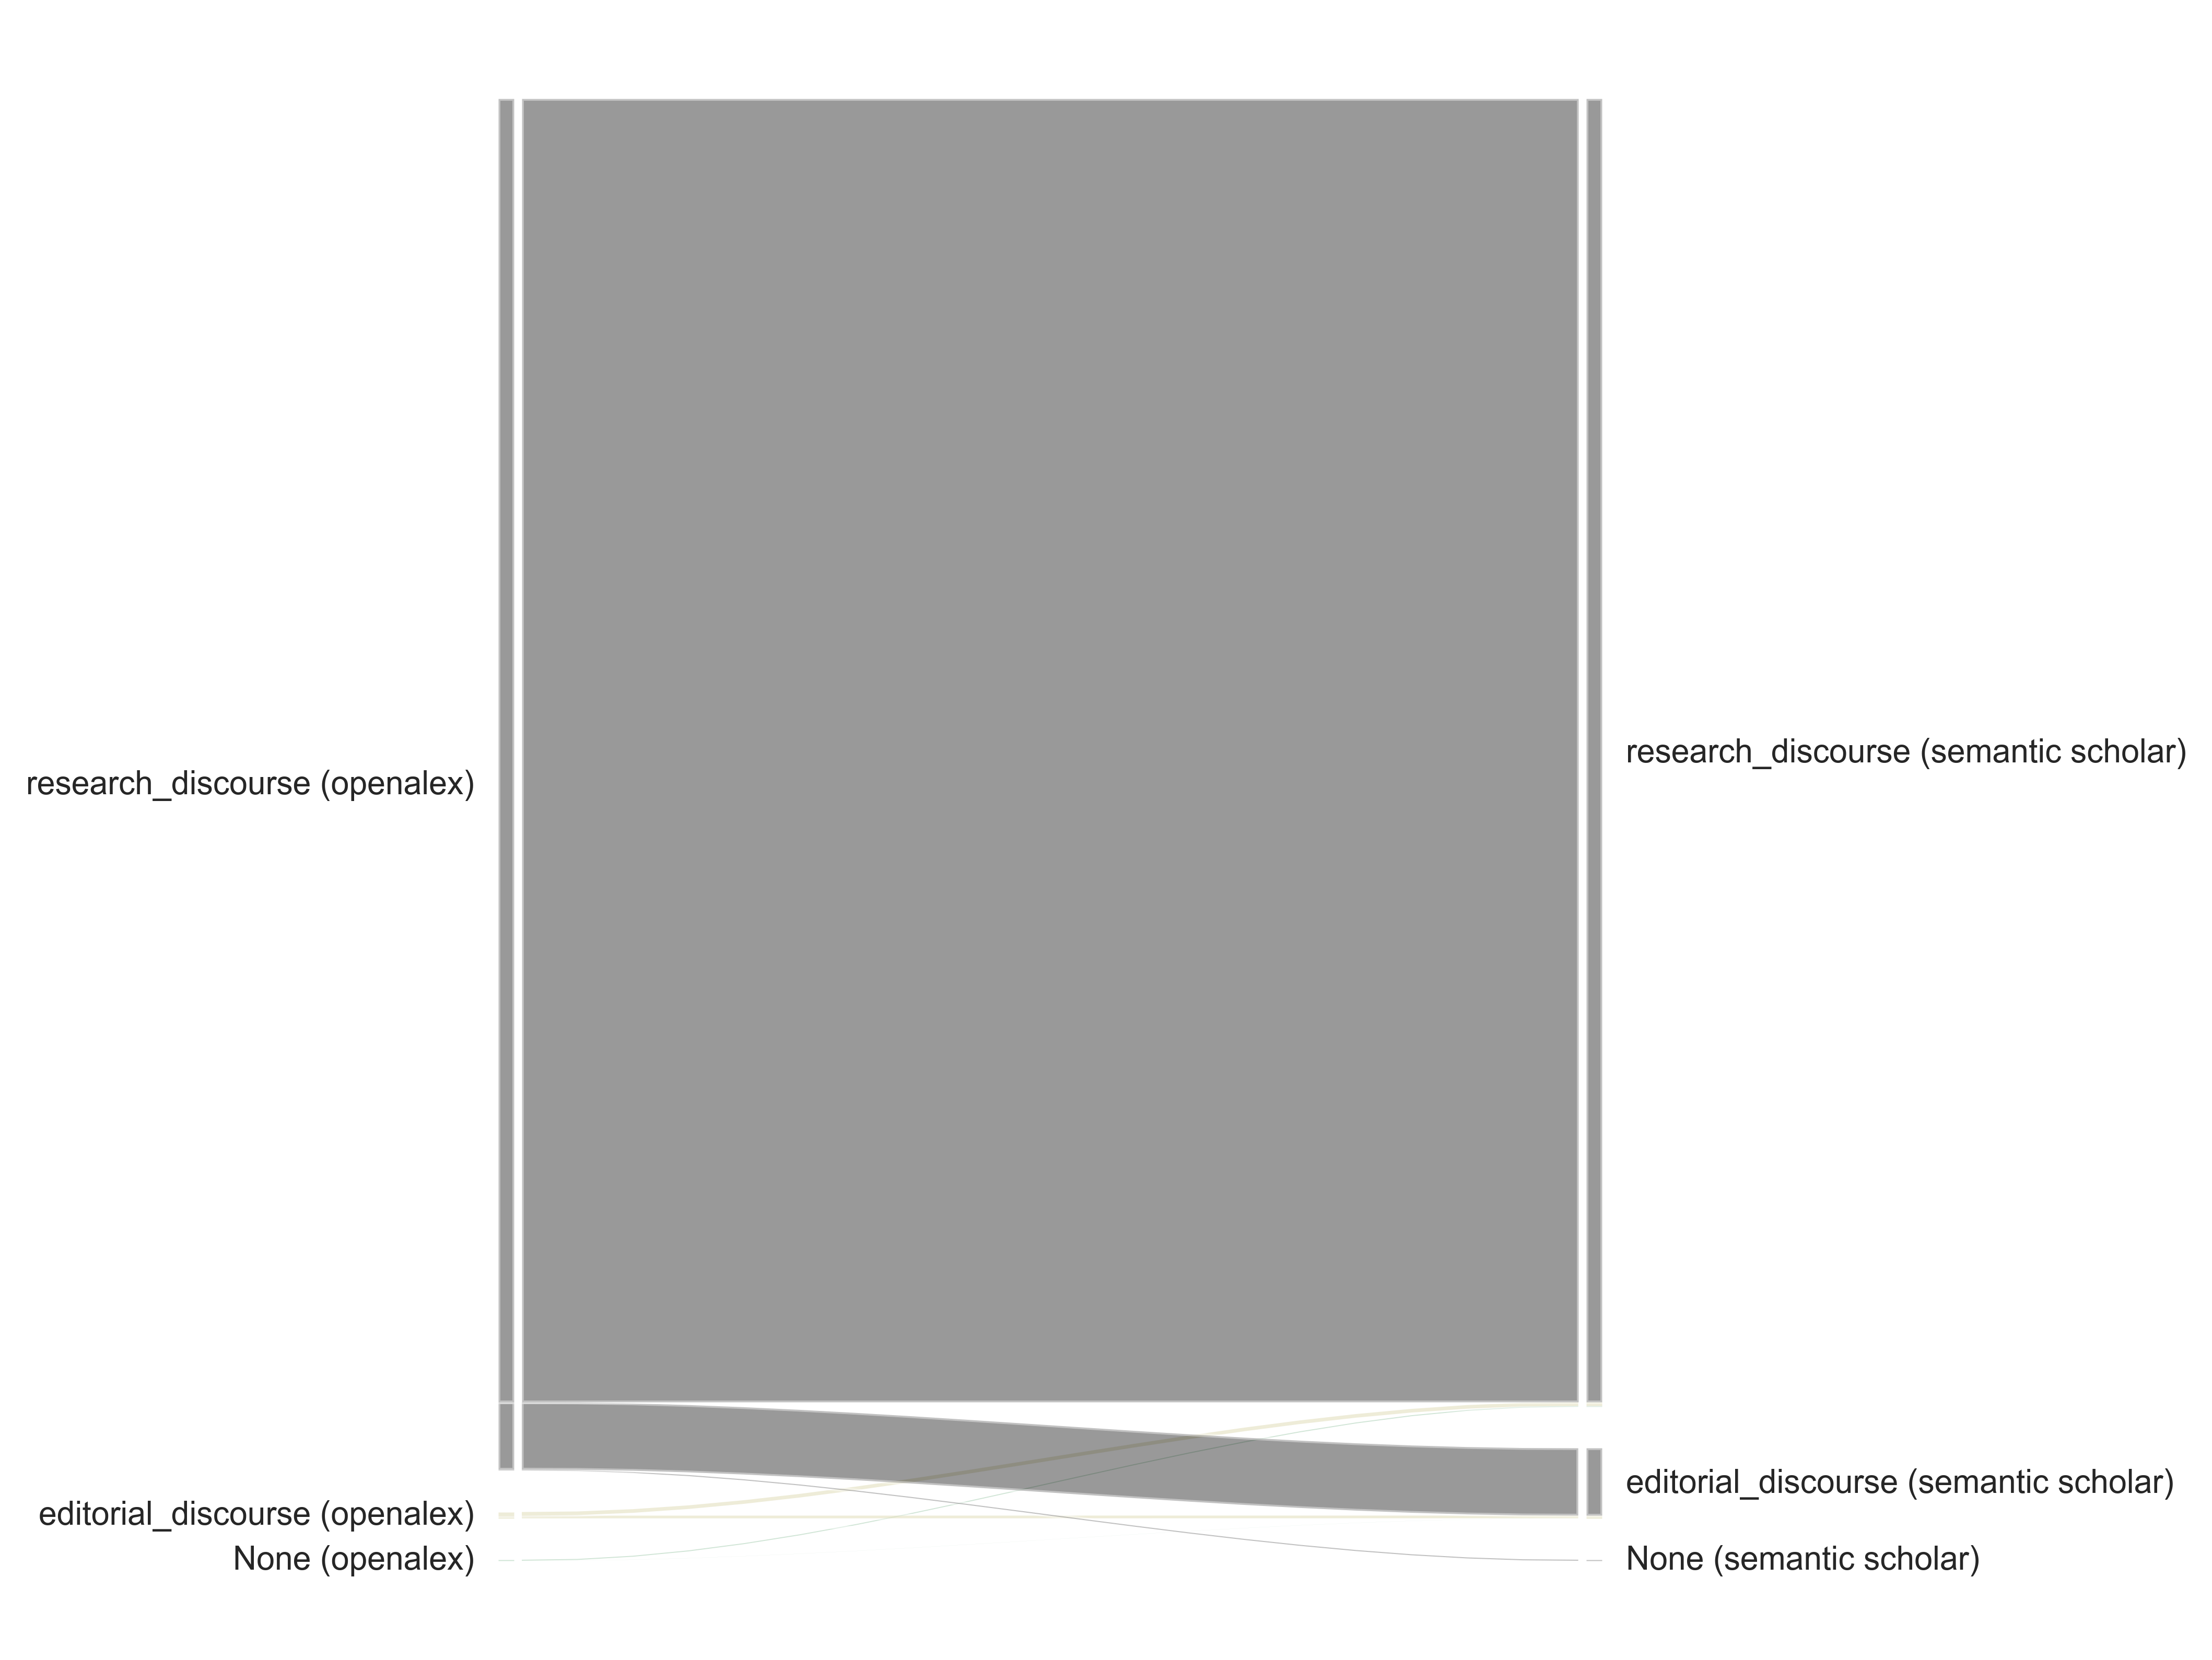 research_discourse (semantic scholar)
research_discourse (openalex)
editorial_discourse (semantic scholar)
editorial_discourse (openalex)
None (openalex)
None (semantic scholar)